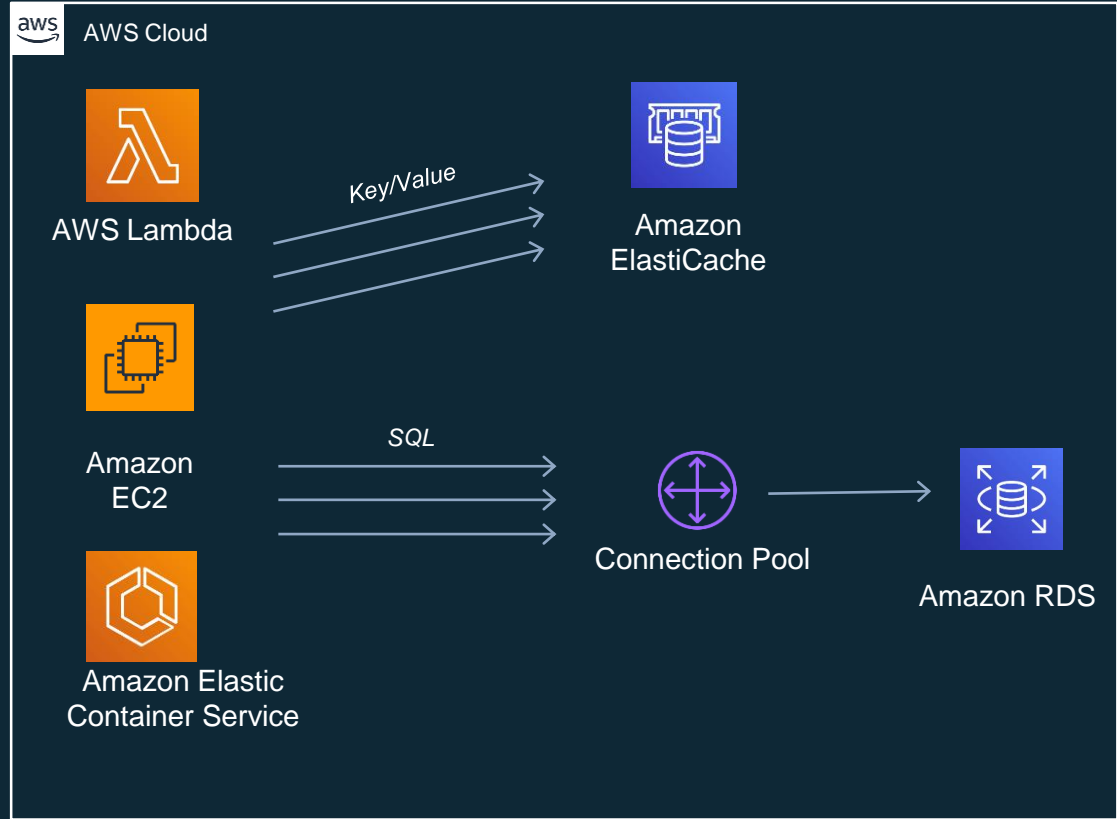 aws
AWS Cloud
AWS Lambda
Key/Value
Amazon
ElastiCache
Amazon
EC2
SQL
Connection Pool
Amazon RDS
Amazon Elastic
Container Service